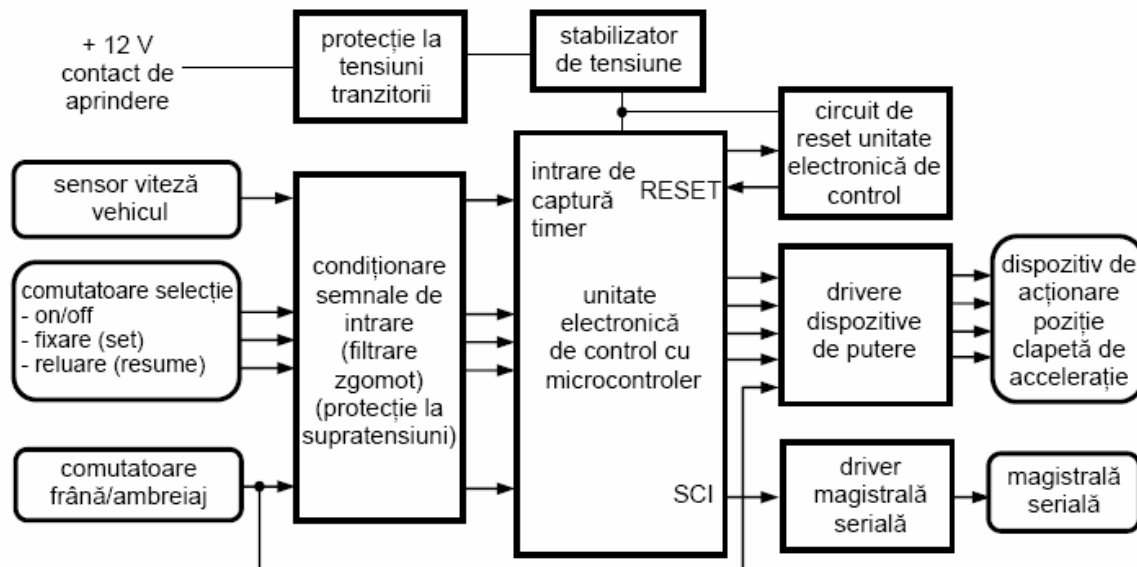 + 12 V
contact de
aprindere
protecție la
tensiuni
tranzitorii
stabilizator
de tensiune
circuit de
reset unitate
electronică de
control
sensor viteză
vehicul
comutatoare selecție
- on/off
- fixare (set)
- reluare (resume)
comutatoare
frână/ambreiaj
condiționare
semnale de
intrare
(filtrare
zgomot)
(protecție la
supratensiuni)
intrare de
captură
timer
RESET
unitate
electronică
de control cu
microcontroler
SCI
drivere
dispozitive
de putere
dispozitiv de
acționare
poziție
clapetă de
accelerație
driver
magistrală
serială
magistrală
serială